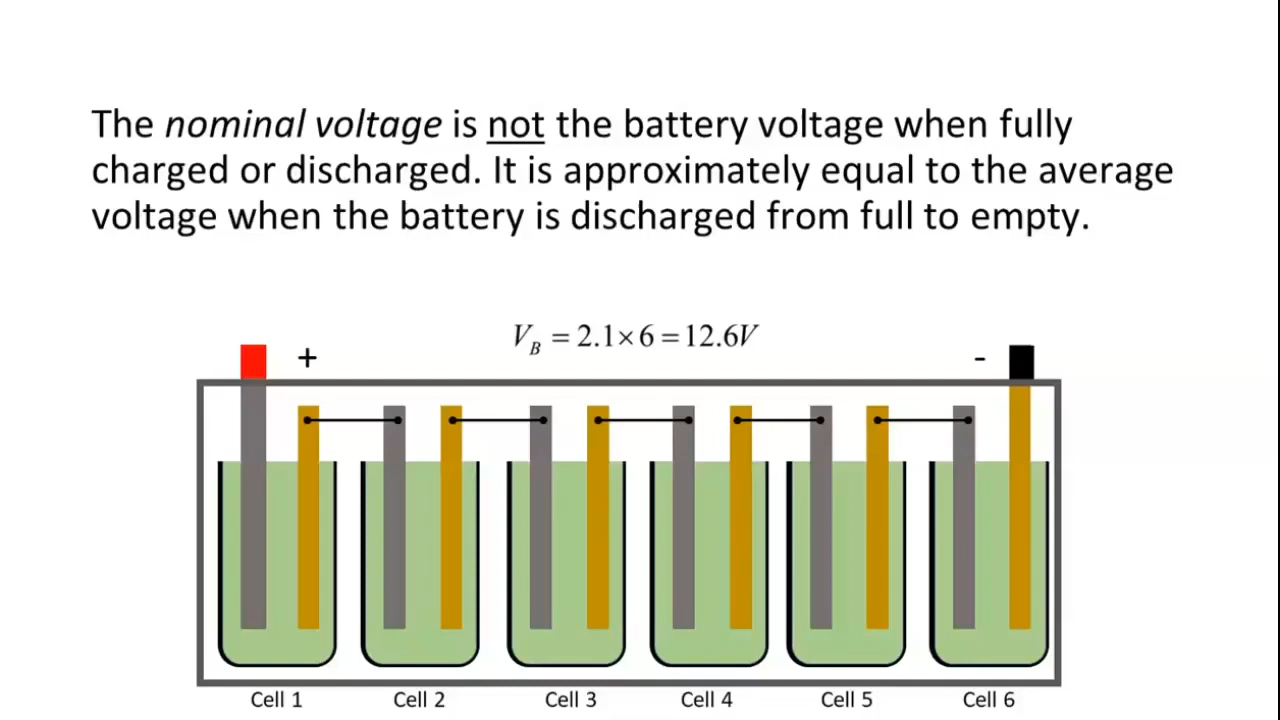 The nominal voltage is not the battery voltage when fully
charged or discharged. It is approximately equal to the average
voltage when the battery is discharged from full to empty.
V_B = 2.1×6 = 12.6V
+ -
Cell 1 Cell 2 Cell 3 Cell 4 Cell 5 Cell 6